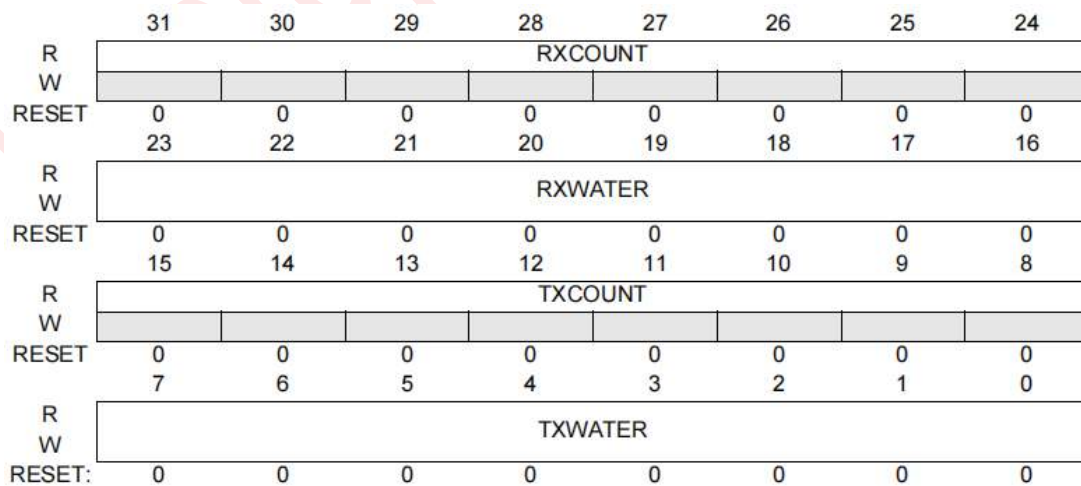 31 30 29 28 27 26 25 24
R RXCOUNT
W
RESET 0 0 0 0 0 0 0 0
23 22 21 20 19 18 17 16
R
RXWATER
W
RESET 0 0 0 0 0 0 0 0
15 14 13 12 11 10 9 8
R TXCOUNT
W
RESET 0 0 0 0 0 0 0 0
7 6 5 4 3 2 1 0
R
TXWATER
W
RESET: 0 0 0 0 0 0 0 0